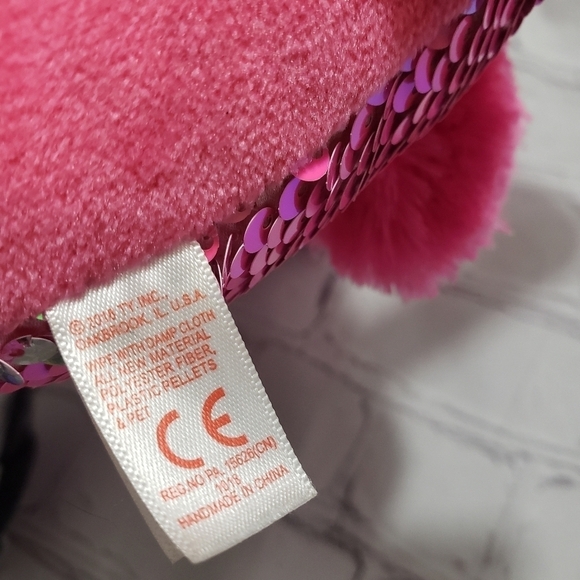 © 2018 TY INC.,
OAKBROOK, IL U.S.A.
WIPE WITH DAMP CLOTH
ALL NEW MATERIAL
POLYESTER FIBER,
PLASTIC PELLETS
& PET
CE
REG.NO PA. 15626(CN)
1018
HANDMADE IN CHINA